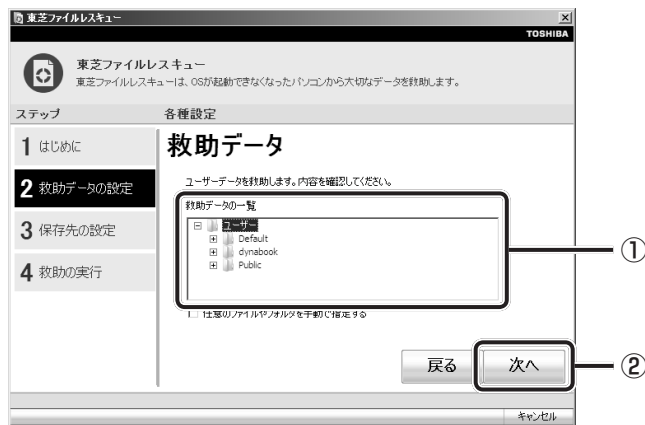 東芝ファイルレスキュー
TOSHIBA
東芝ファイルレスキュー
東芝ファイルレスキューは、OSが起動できなくなったパソコンから大切なデータを救助します。
ステップ
各種設定
1 はじめに
2 救助データの設定
3 保存先の設定
4 救助の実行
救助データ
ユーザーデータを救助します。内容を確認してください。
救助データの一覧
ユーザー
Default
dynabook
Public
①
任意のファイルやフォルダを手動で指定する
戻る
次へ
②
キャンセル